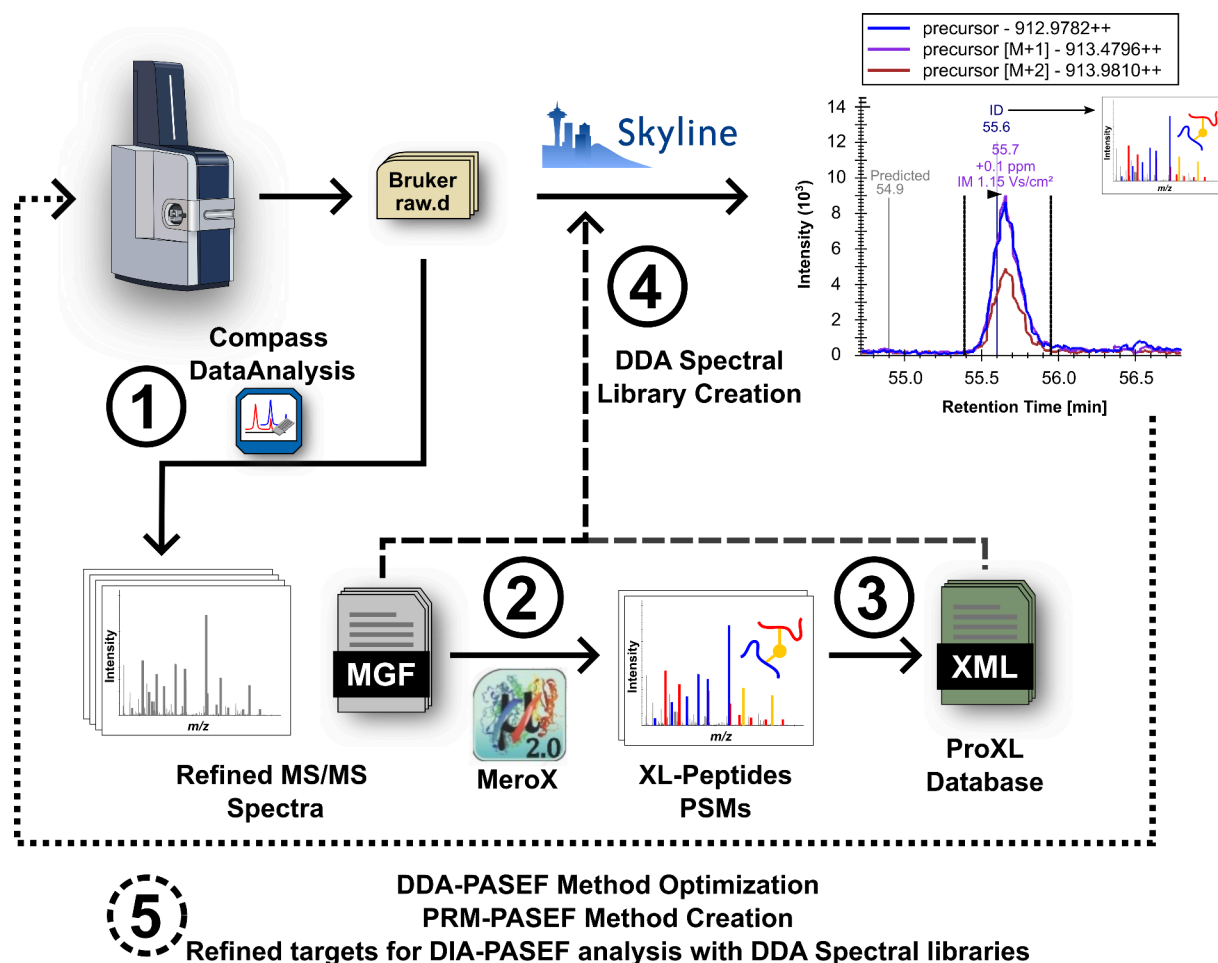 precursor - 912.9782++
precursor [M+1] - 913.4796++
precursor [M+2] - 913.9810++
Skyline
Bruker
raw.d
14
12
10
8
6
4
2
0
Intensity (10³)
ID
55.6
55.7
+0.1 ppm
IM 1.15 Vs/cm²
Predicted
54.9
Intensity
m/z
55.0
55.5
56.0
56.5
Retention Time [min]
4
DDA Spectral
Library Creation
Compass
DataAnalysis
1
Intensity
m/z
Refined MS/MS
Spectra
MGF
2
2.0
MeroX
Intensity
m/z
XL-Peptides
PSMs
3
XML
ProXL
Database
5
DDA-PASEF Method Optimization
PRM-PASEF Method Creation
Refined targets for DIA-PASEF analysis with DDA Spectral libraries